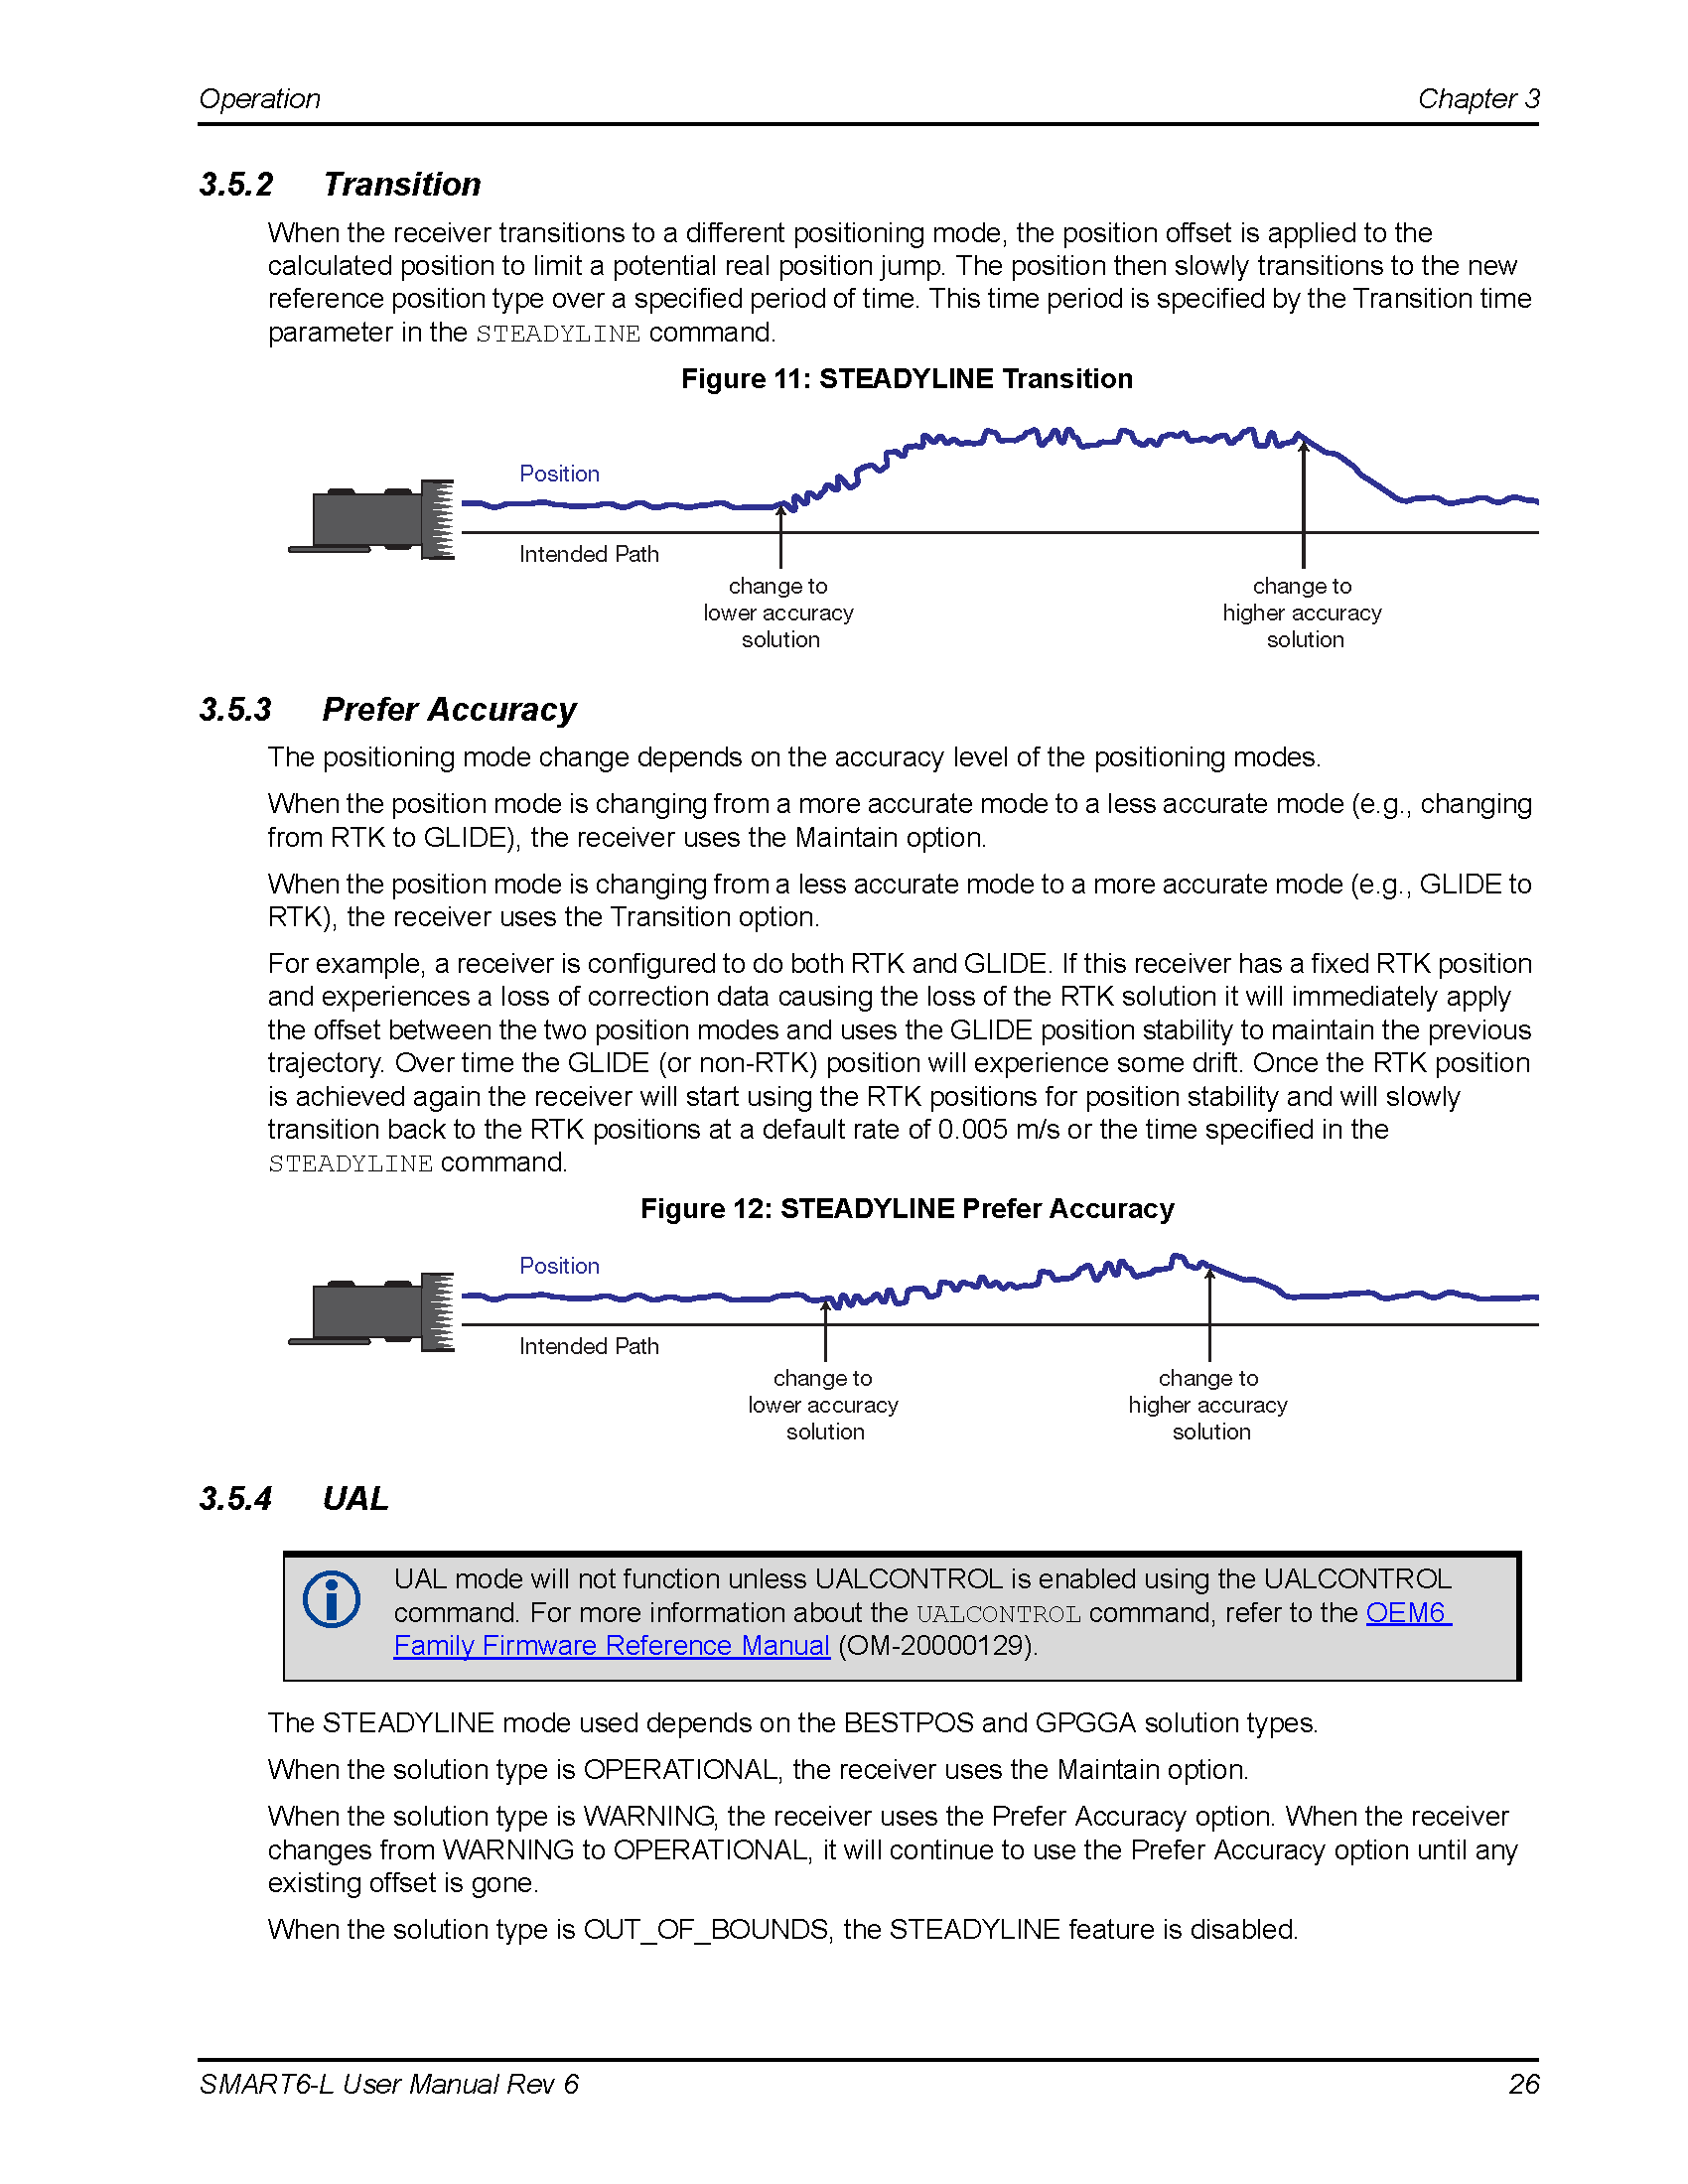 Operation Chapter 3
3.5.2 Transition
When the receiver transitions to a different positioning mode, the position offset is applied to the
calculated position to limit a potential real position jump. The position then slowly transitions to the new
reference position type over a specified period of time. This time period is specified by the Transition time
parameter in the STEADYLINE command.
Figure 11: STEADYLINE Transition
Position
Intended Path
change to
lower accuracy
solution
change to
higher accuracy
solution
3.5.3 Prefer Accuracy
The positioning mode change depends on the accuracy level of the positioning modes.
When the position mode is changing from a more accurate mode to a less accurate mode (e.g., changing
from RTK to GLIDE), the receiver uses the Maintain option.
When the position mode is changing from a less accurate mode to a more accurate mode (e.g., GLIDE to
RTK), the receiver uses the Transition option.
For example, a receiver is configured to do both RTK and GLIDE. If this receiver has a fixed RTK position
and experiences a loss of correction data causing the loss of the RTK solution it will immediately apply
the offset between the two position modes and uses the GLIDE position stability to maintain the previous
trajectory. Over time the GLIDE (or non-RTK) position will experience some drift. Once the RTK position
is achieved again the receiver will start using the RTK positions for position stability and will slowly
transition back to the RTK positions at a default rate of 0.005 m/s or the time specified in the
STEADYLINE command.
Figure 12: STEADYLINE Prefer Accuracy
Position
Intended Path
change to
lower accuracy
solution
change to
higher accuracy
solution
3.5.4 UAL
UAL mode will not function unless UALCONTROL is enabled using the UALCONTROL
command. For more information about the UALCONTROL command, refer to the OEM6
Family Firmware Reference Manual (OM-20000129).
The STEADYLINE mode used depends on the BESTPOS and GPGGA solution types.
When the solution type is OPERATIONAL, the receiver uses the Maintain option.
When the solution type is WARNING, the receiver uses the Prefer Accuracy option. When the receiver
changes from WARNING to OPERATIONAL, it will continue to use the Prefer Accuracy option until any
existing offset is gone.
When the solution type is OUT_OF_BOUNDS, the STEADYLINE feature is disabled.
SMART6-L User Manual Rev 6 26